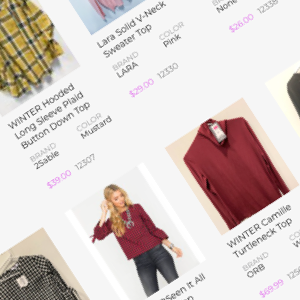 WINTER Hooded
Long Sleeve Plaid
Button Down Top
BRAND
2Sable
COLOR
Mustard
$39.00 12307
Lara Solid V-Neck
Sweater Top
BRAND
LARA
COLOR
Pink
$29.00 12330
None
$26.00 12338
Seen It All
WINTER Camille
Turtleneck Top
BRAND
ORB
$69.99